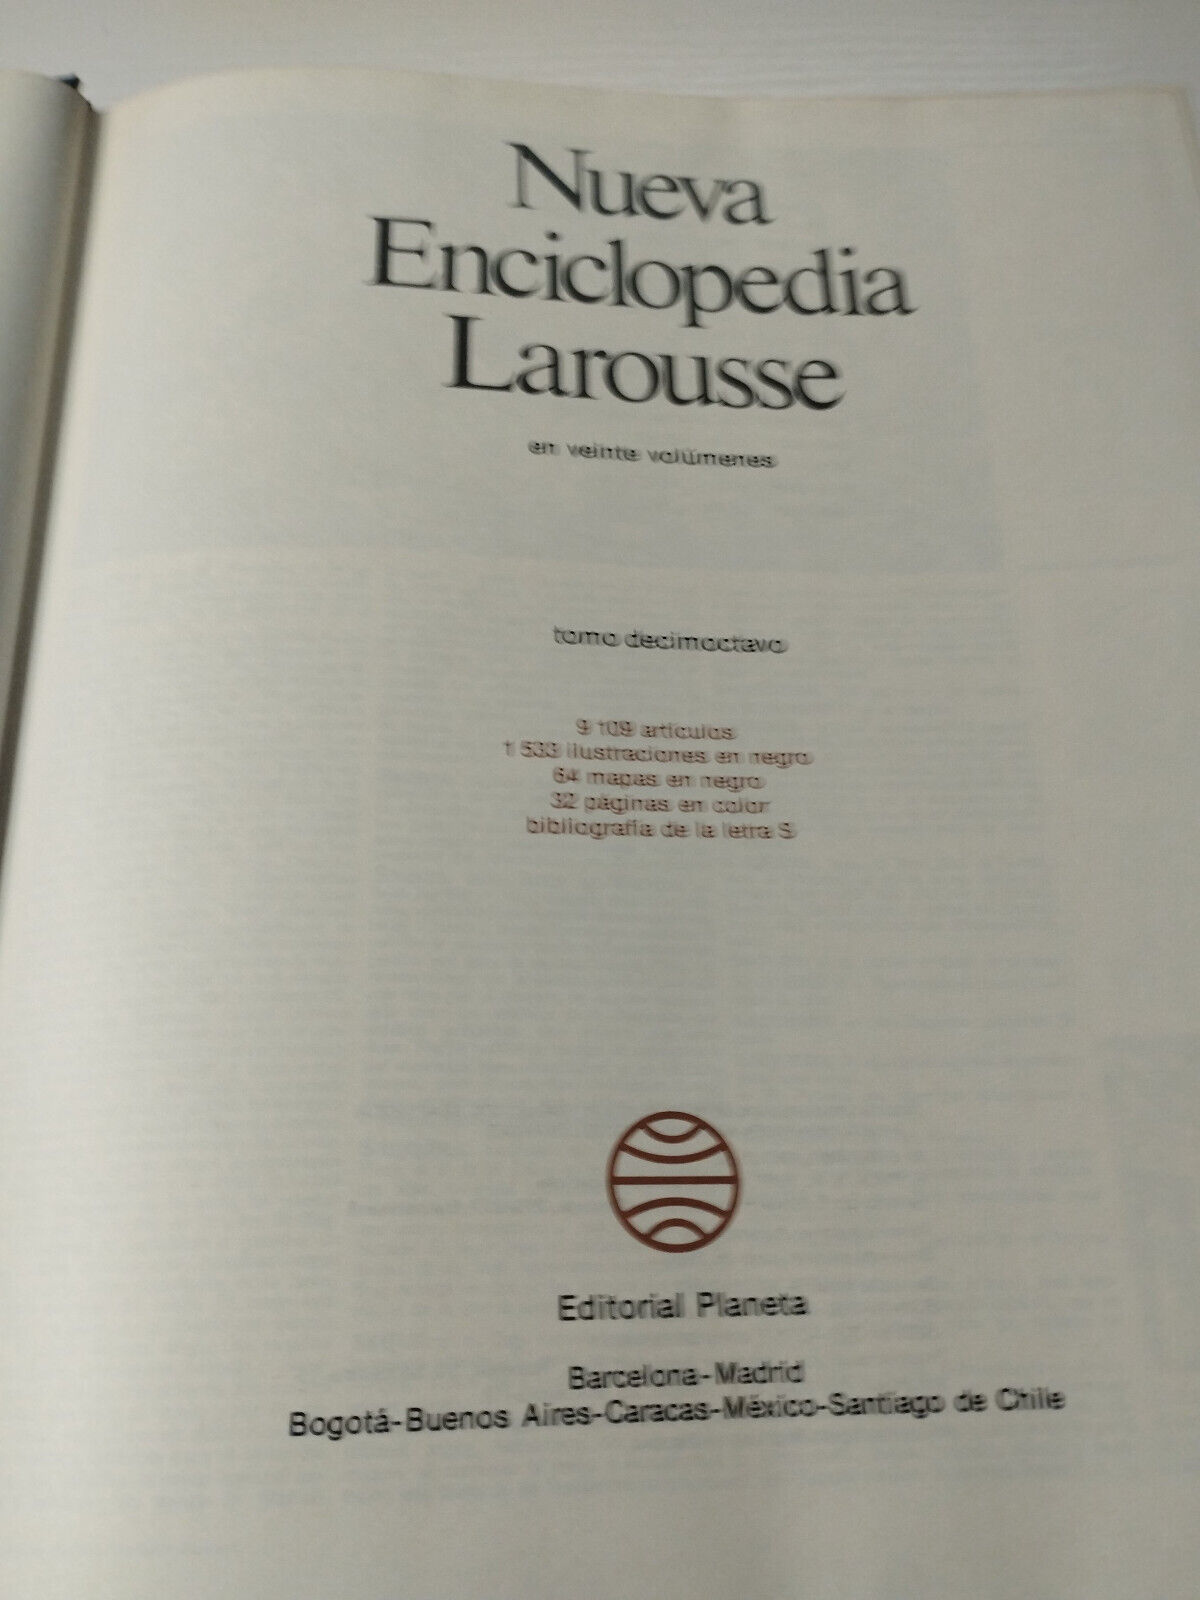 Nueva
Enciclopedia
Larousse
en veinte volúmenes
tomo decimoctavo
9 109 artículos
1 533 ilustraciones en negro
64 mapas en negro
32 páginas en color
bibliografía de la letra S
Editorial Planeta
Barcelona-Madrid
Bogotá-Buenos Aires-Caracas-México-Santiago de Chile